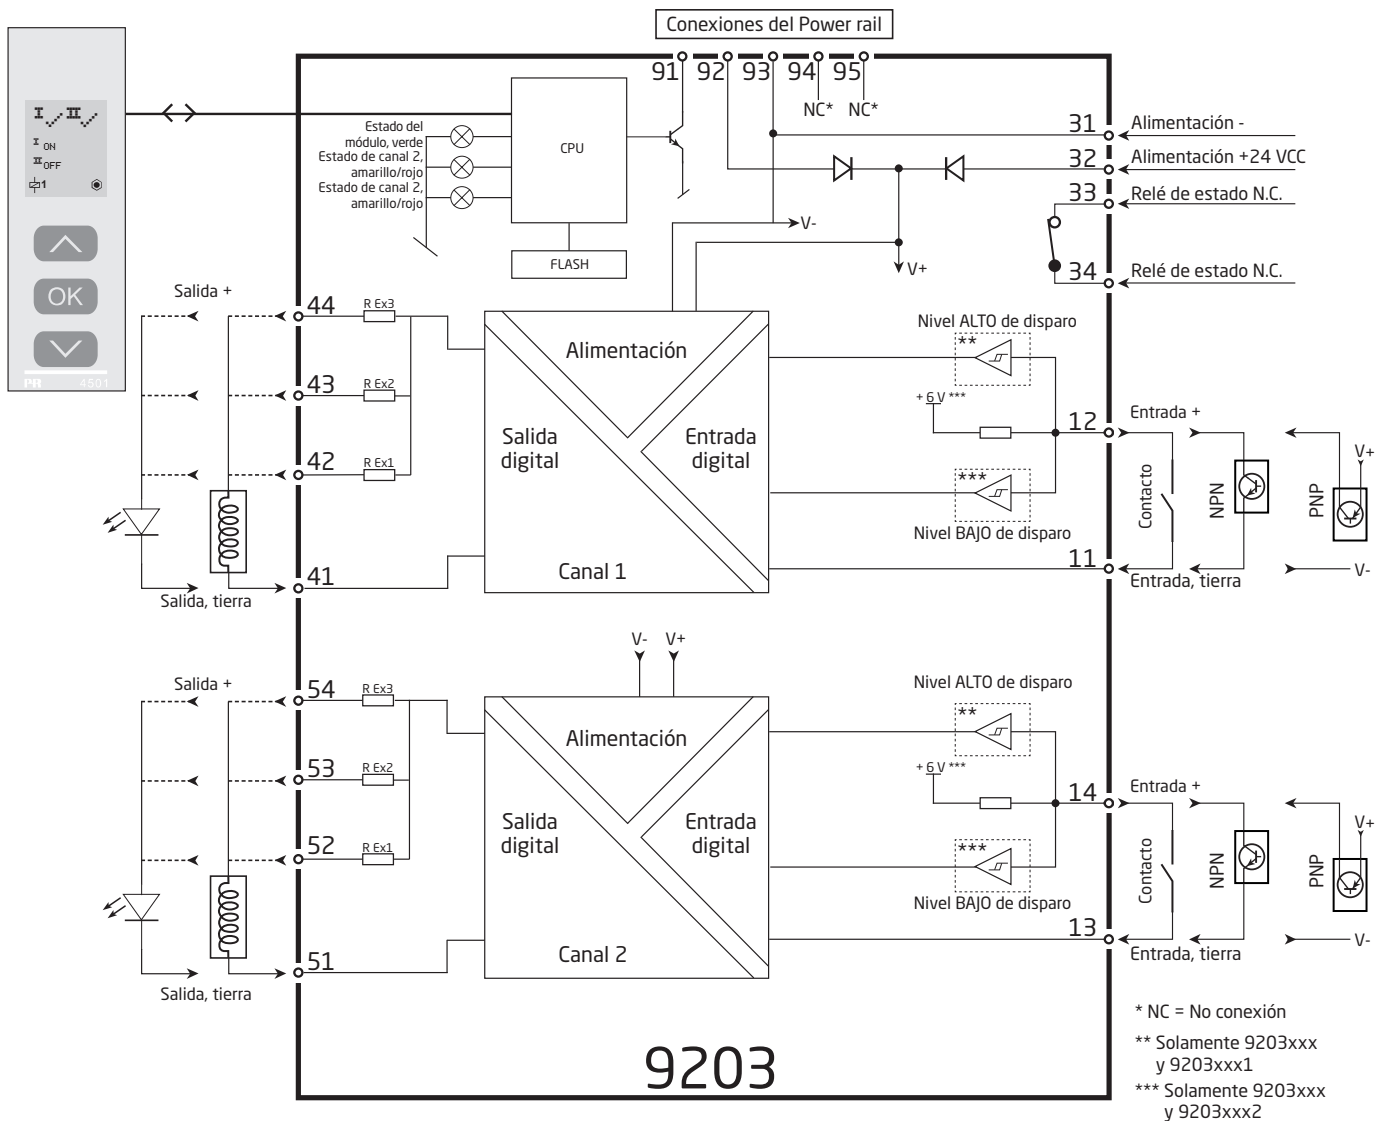 Conexiones del Power rail
91 92 93 94 95
NC* NC*
I II
I ON
II OFF
1
OK
PR 4501
Estado del
módulo, verde
Estado de canal 2,
amarillo/rojo
Estado de canal 2,
amarillo/rojo
CPU
FLASH
V-
V+
31 Alimentación -
32 Alimentación +24 VCC
33 Relé de estado N.C.
34 Relé de estado N.C.
Salida +
44 R Ex3
43 R Ex2
42 R Ex1
41
Salida, tierra
Alimentación
Salida
digital
Entrada
digital
Canal 1
Nivel ALTO de disparo
**
+ 6 V ***
***
Nivel BAJO de disparo
12 Entrada +
11
Entrada, tierra
Contacto
NPN
PNP
V+
V-
V- V+
Salida +
54 R Ex3
53 R Ex2
52 R Ex1
51
Salida, tierra
Alimentación
Salida
digital
Entrada
digital
Canal 2
Nivel ALTO de disparo
**
+ 6 V ***
***
Nivel BAJO de disparo
14 Entrada +
13
Entrada, tierra
Contacto
NPN
PNP
V+
V-
9203
* NC = No conexión
** Solamente 9203xxx
y 9203xxx1
*** Solamente 9203xxx
y 9203xxx2